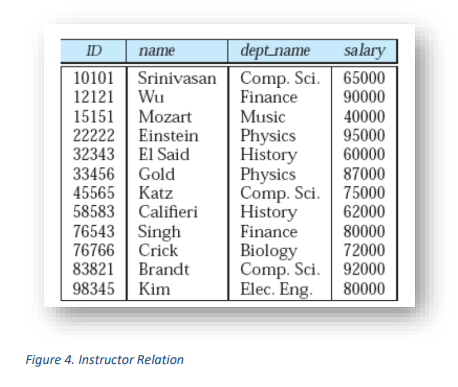 ID name dept_name salary
10101 Srinivasan Comp. Sci. 65000
12121 Wu Finance 90000
15151 Mozart Music 40000
22222 Einstein Physics 95000
32343 El Said History 60000
33456 Gold Physics 87000
45565 Katz Comp. Sci. 75000
58583 Califieri History 62000
76543 Singh Finance 80000
76766 Crick Biology 72000
83821 Brandt Comp. Sci. 92000
98345 Kim Elec. Eng. 80000
Figure 4. Instructor Relation